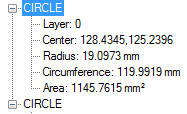 CIRCLE
Layer: 0
Center: 128.4345,125.2396
Radius: 19.0973 mm
Circumference: 119.9919 mm
Area: 1145.7615 mm²
CIRCLE